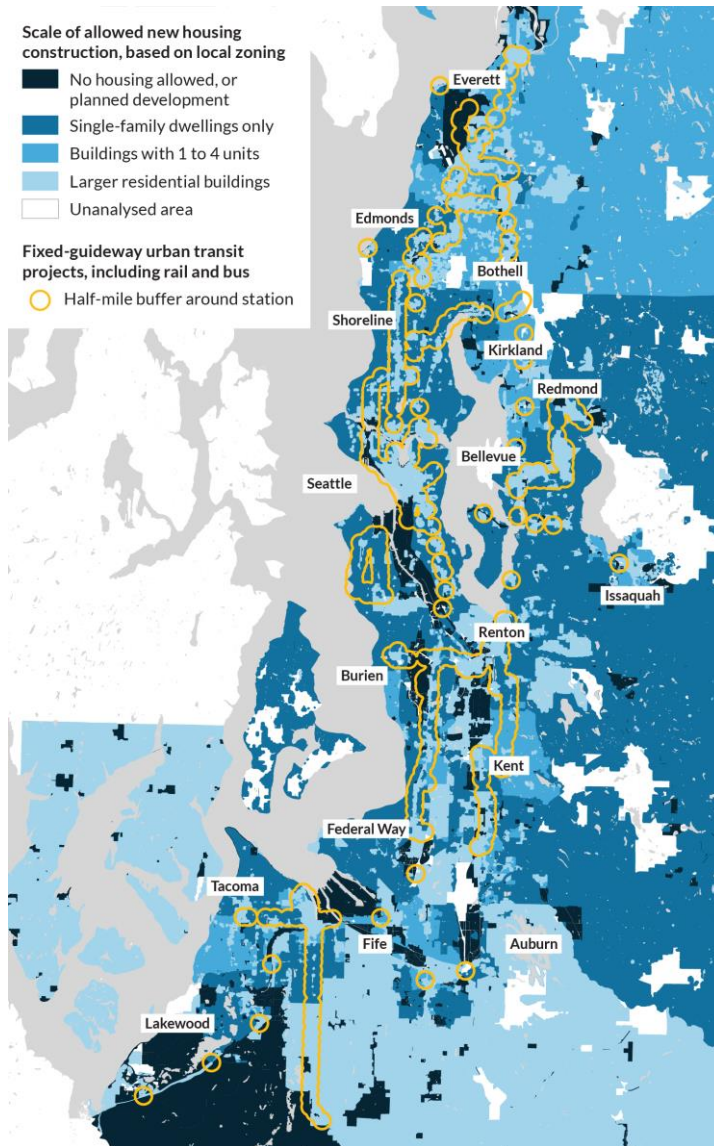 Scale of allowed new housing
construction, based on local zoning
No housing allowed, or
planned development
Single-family dwellings only
Buildings with 1 to 4 units
Larger residential buildings
Unanalysed area
Fixed-guideway urban transit
projects, including rail and bus
Half-mile buffer around station
Everett
Edmonds
Bothell
Shoreline
Kirkland
Redmond
Bellevue
Seattle
Issaquah
Renton
Burien
Kent
Federal Way
Tacoma
Fife
Auburn
Lakewood